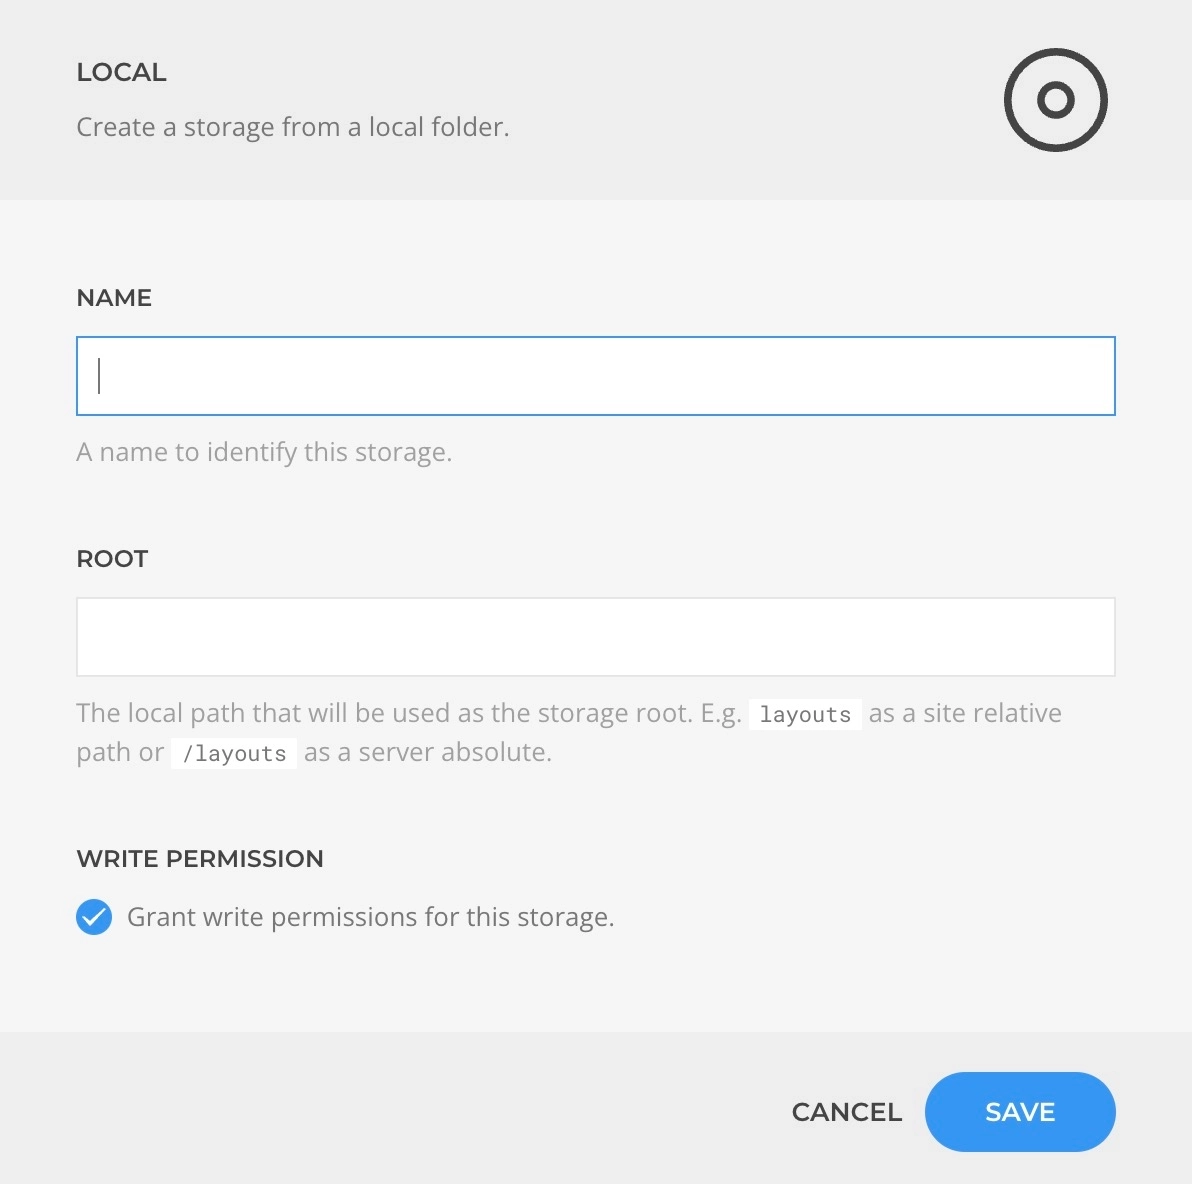 LOCAL
Create a storage from a local folder.
NAME
A name to identify this storage.
ROOT
The local path that will be used as the storage root. E.g. layouts as a site relative
path or /layouts as a server absolute.
WRITE PERMISSION
Grant write permissions for this storage.
CANCEL SAVE